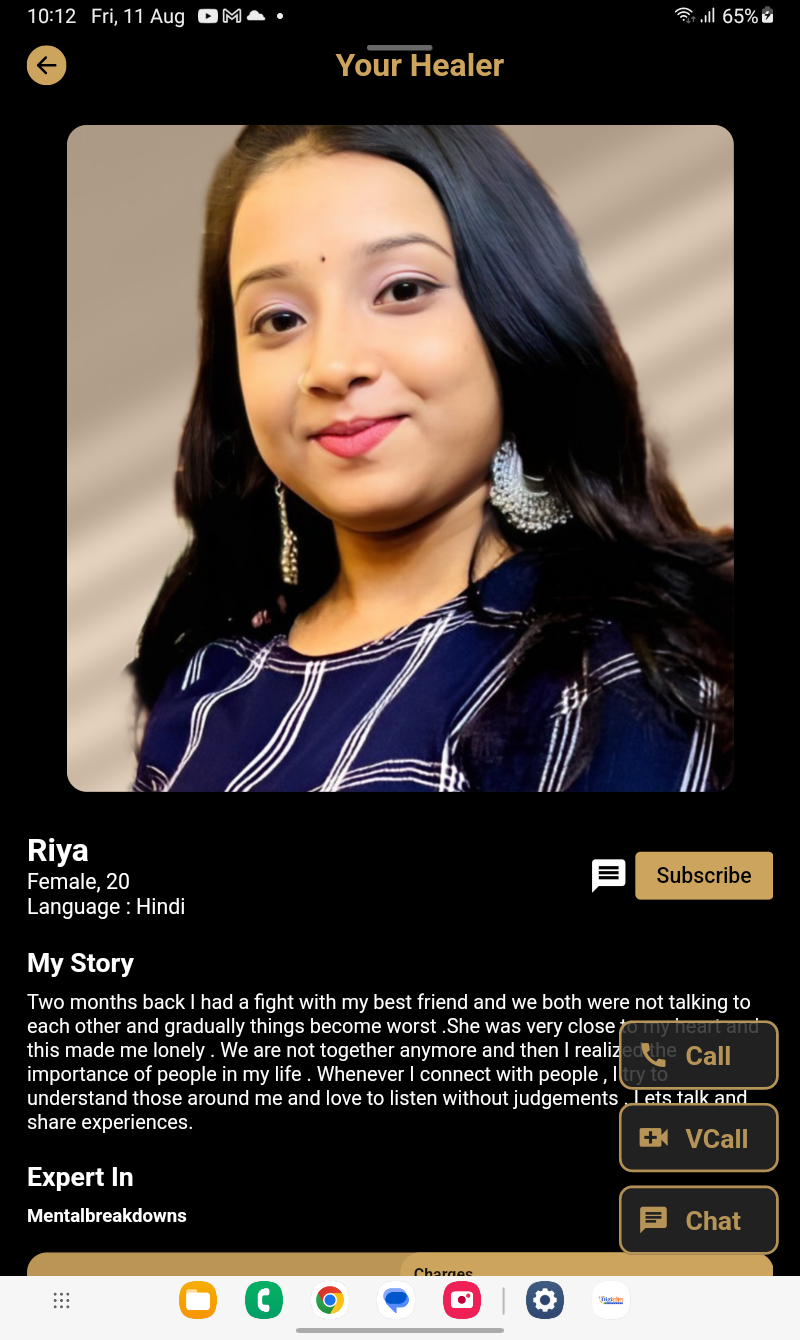 10:12 Fri, 11 Aug 65%
Your Healer
Riya
Female, 20
Language : Hindi
Subscribe
My Story
Two months back I had a fight with my best friend and we both were not talking to
each other and gradually things become worst .She was very close to my heart and
this made me lonely . We are not together anymore and then I realized the
importance of people in my life . Whenever I connect with people , I try to
understand those around me and love to listen without judgements . Lets talk and
share experiences.
Call
VCall
Chat
Expert In
Mentalbreakdowns
Charges